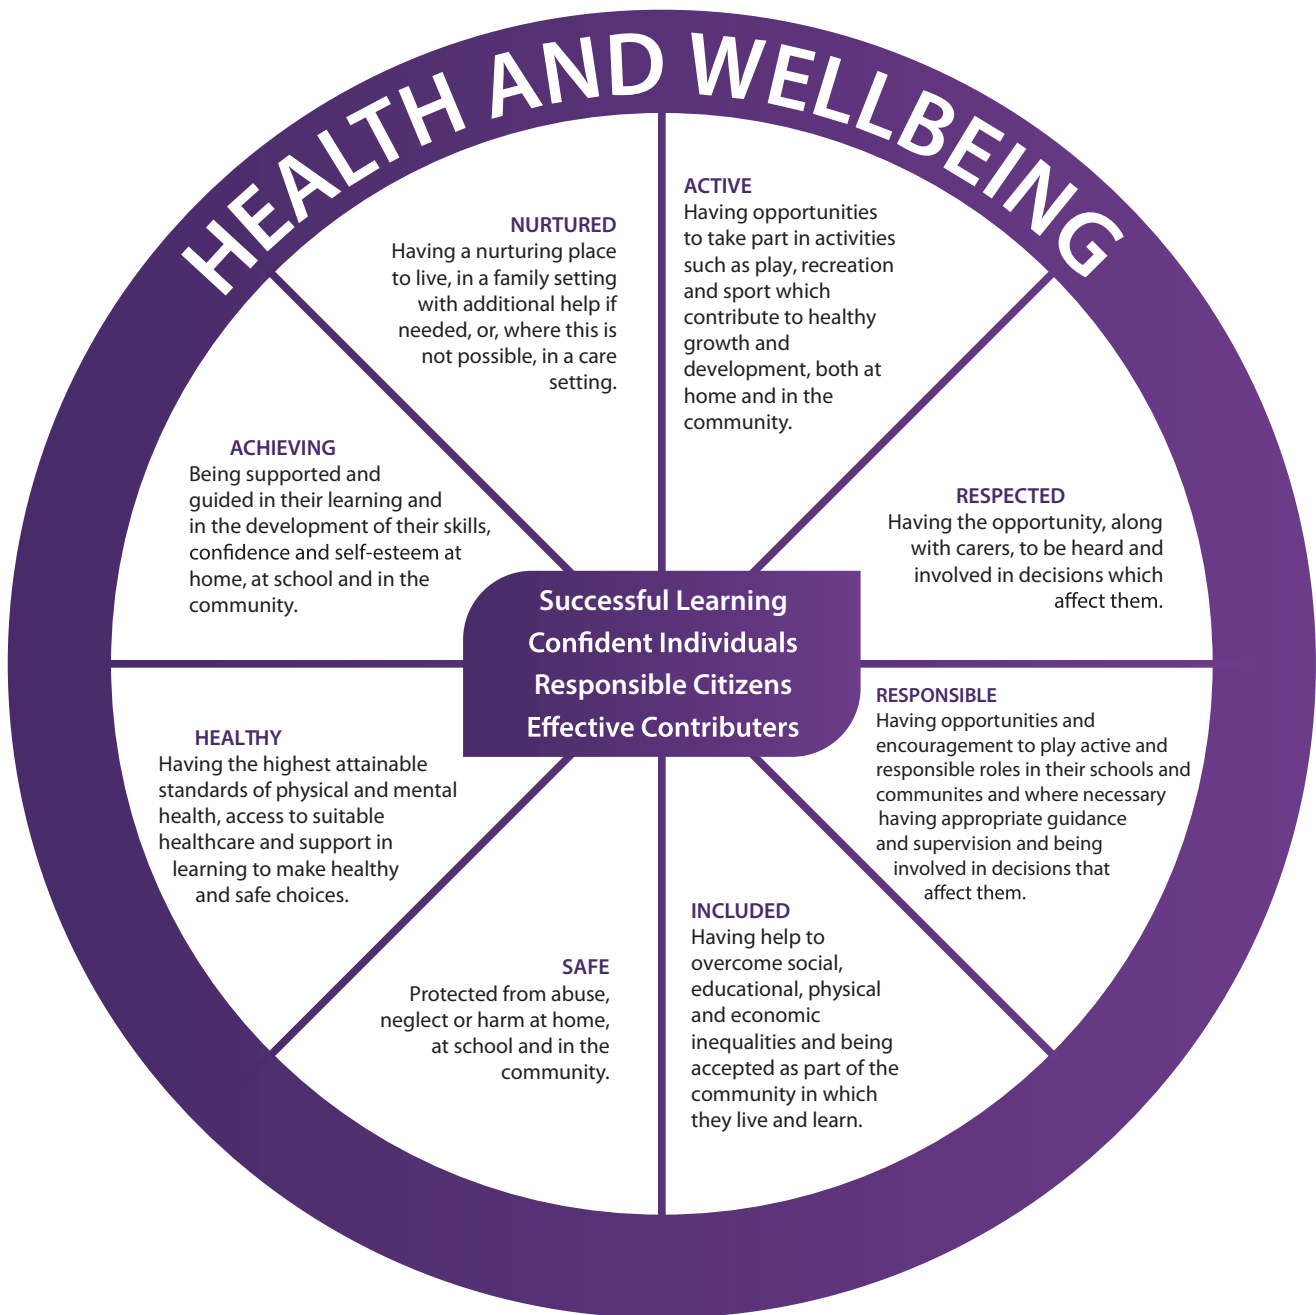 HEALTH AND WELLBEING
NURTURED
Having a nurturing place
to live, in a family setting
with additional help if
needed, or, where this is
not possible, in a care
setting.
ACTIVE
Having opportunities
to take part in activities
such as play, recreation
and sport which
contribute to healthy
growth and
development, both at
home and in the
community.
ACHIEVING
Being supported and
guided in their learning and
in the development of their skills,
confidence and self-esteem at
home, at school and in the
community.
RESPECTED
Having the opportunity, along
with carers, to be heard and
involved in decisions which
affect them.
Successful Learning
Confident Individuals
Responsible Citizens
Effective Contributers
HEALTHY
Having the highest attainable
standards of physical and mental
health, access to suitable
healthcare and support in
learning to make healthy
and safe choices.
RESPONSIBLE
Having opportunities and
encouragement to play active and
responsible roles in their schools and
communites and where necessary
having appropriate guidance
and supervision and being
involved in decisions that
affect them.
SAFE
Protected from abuse,
neglect or harm at home,
at school and in the
community.
INCLUDED
Having help to
overcome social,
educational, physical
and economic
inequalities and being
accepted as part of the
community in which
they live and learn.